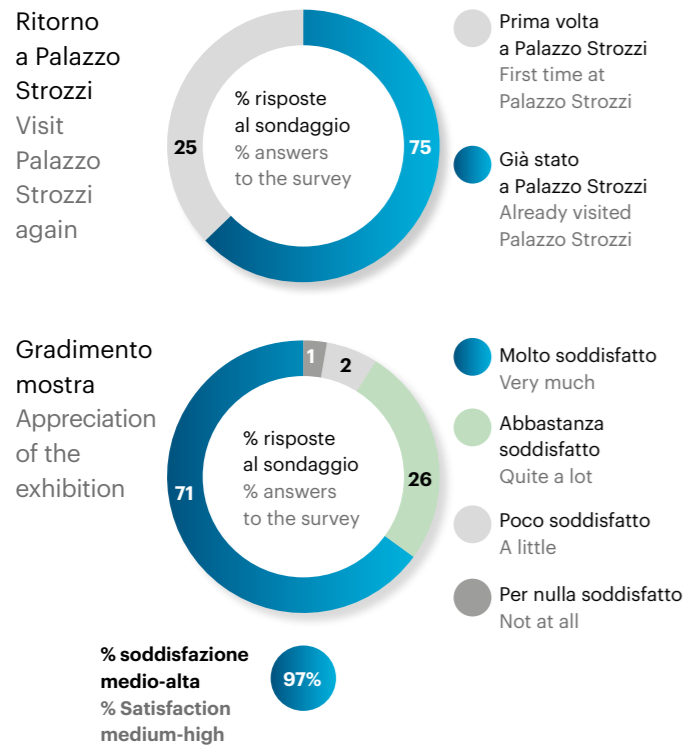 Ritorno
a Palazzo
Strozzi
Visit
Palazzo
Strozzi
again
% risposte
al sondaggio
% answers
to the survey
25
75
Prima volta
a Palazzo Strozzi
First time at
Palazzo Strozzi
Già stato
a Palazzo Strozzi
Already visited
Palazzo Strozzi
Gradimento
mostra
Appreciation
of the
exhibition
% risposte
al sondaggio
% answers
to the survey
1
2
26
71
Molto soddisfatto
Very much
Abbastanza
soddisfatto
Quite a lot
Poco soddisfatto
A little
Per nulla soddisfatto
Not at all
% soddisfazione
medio-alta
% Satisfaction
medium-high
97%